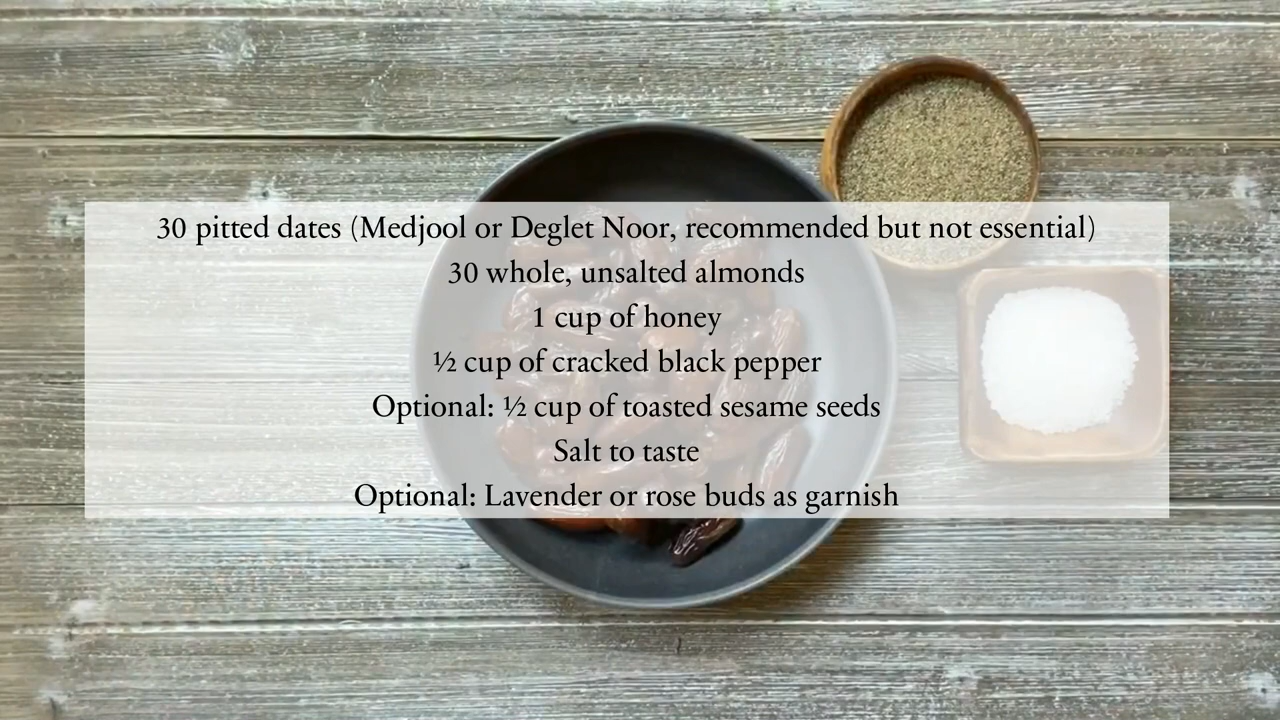 30 pitted dates (Medjool or Deglet Noor, recommended but not essential)
30 whole, unsalted almonds
1 cup of honey
½ cup of cracked black pepper
Optional: ½ cup of toasted sesame seeds
Salt to taste
Optional: Lavender or rose buds as garnish